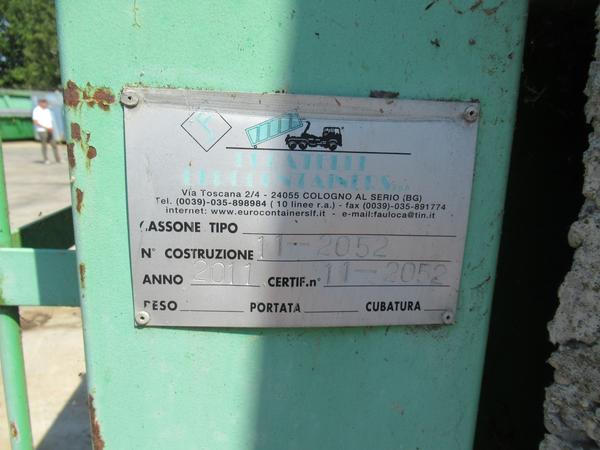 EUROCONTAINERS
Via Toscana 2/4 - 24055 COLOGNO AL SERIO (BG)
Tel. (0039)-035-898984 ( 10 linee r.a.) - fax (0039)-035-891774
internet: www.eurocontainerslf.it - e-mail:fauloca@tin.it
CASSONE TIPO
N° COSTRUZIONE 11-2052
ANNO 2011 CERTIF.n° 11-2052
PESO PORTATA CUBATURA